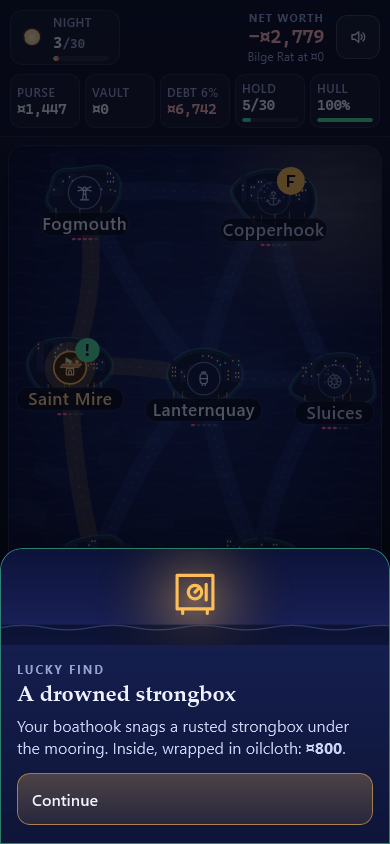 NIGHT
3/30
NET WORTH
−¤2,779
Bilge Rat at ¤0
PURSE
¤1,447
VAULT
¤0
DEBT 6%
¤6,742
HOLD
5/30
HULL
100%
Fogmouth
F
Copperhook
!
Saint Mire
Lanternquay
Sluices
LUCKY FIND
A drowned strongbox
Your boathook snags a rusted strongbox under
the mooring. Inside, wrapped in oilcloth: ¤800.
Continue